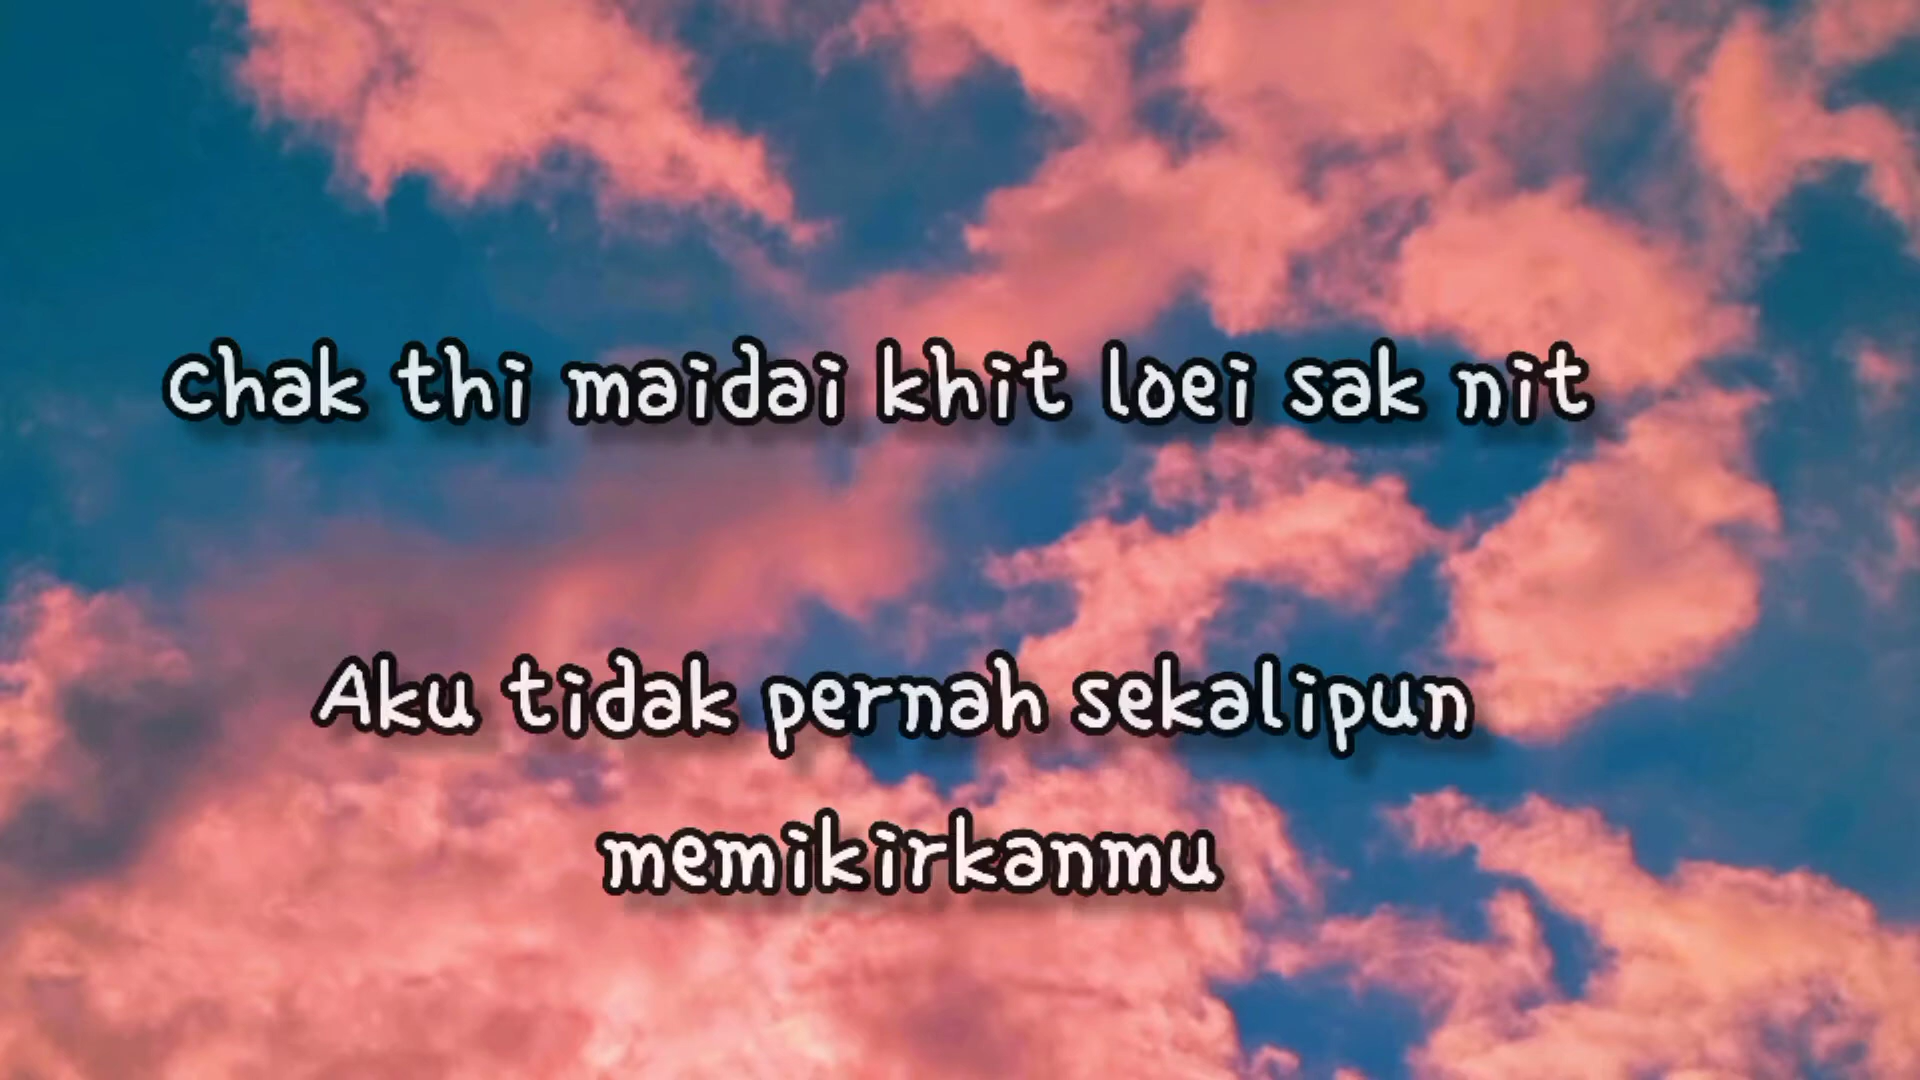 Chak thi maidai khit loei sak nit
Aku tidak pernah sekalipun
memikirkanmu